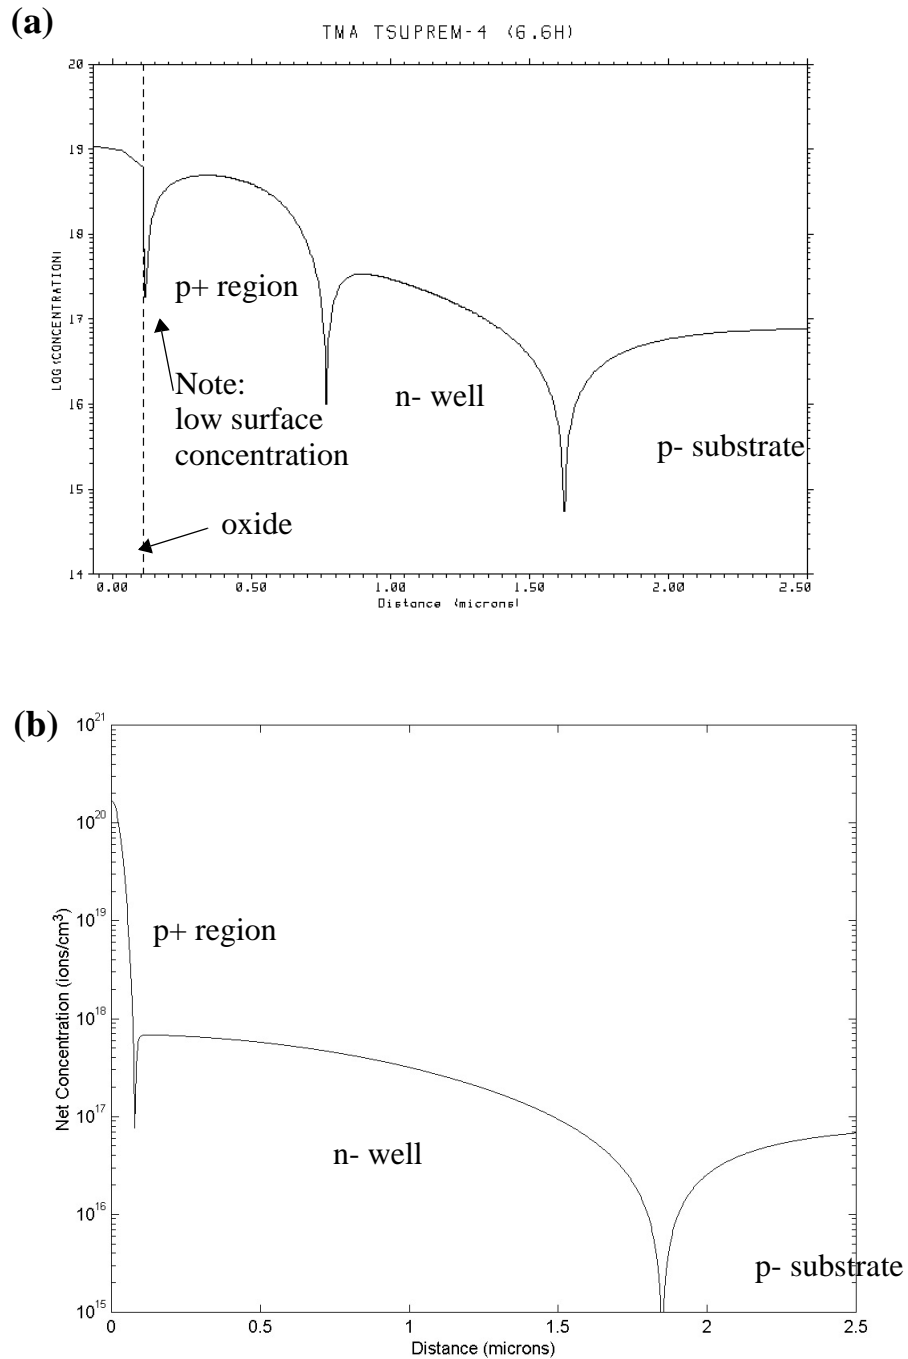 (a)
TMA TSUPREM-4 (6.6H)
20
19
18
17
16
15
14
LOG(CONCENTRATION)
p+ region
Note:
low surface
concentration
n- well
p- substrate
oxide
0.00 0.50 1.00 1.50 2.00 2.50
Distance (microns)
(b)
10^21
10^20
10^19
10^18
10^17
10^16
10^15
Net Concentration (ions/cm^3)
p+ region
n- well
p- substrate
0 0.5 1 1.5 2 2.5
Distance (microns)